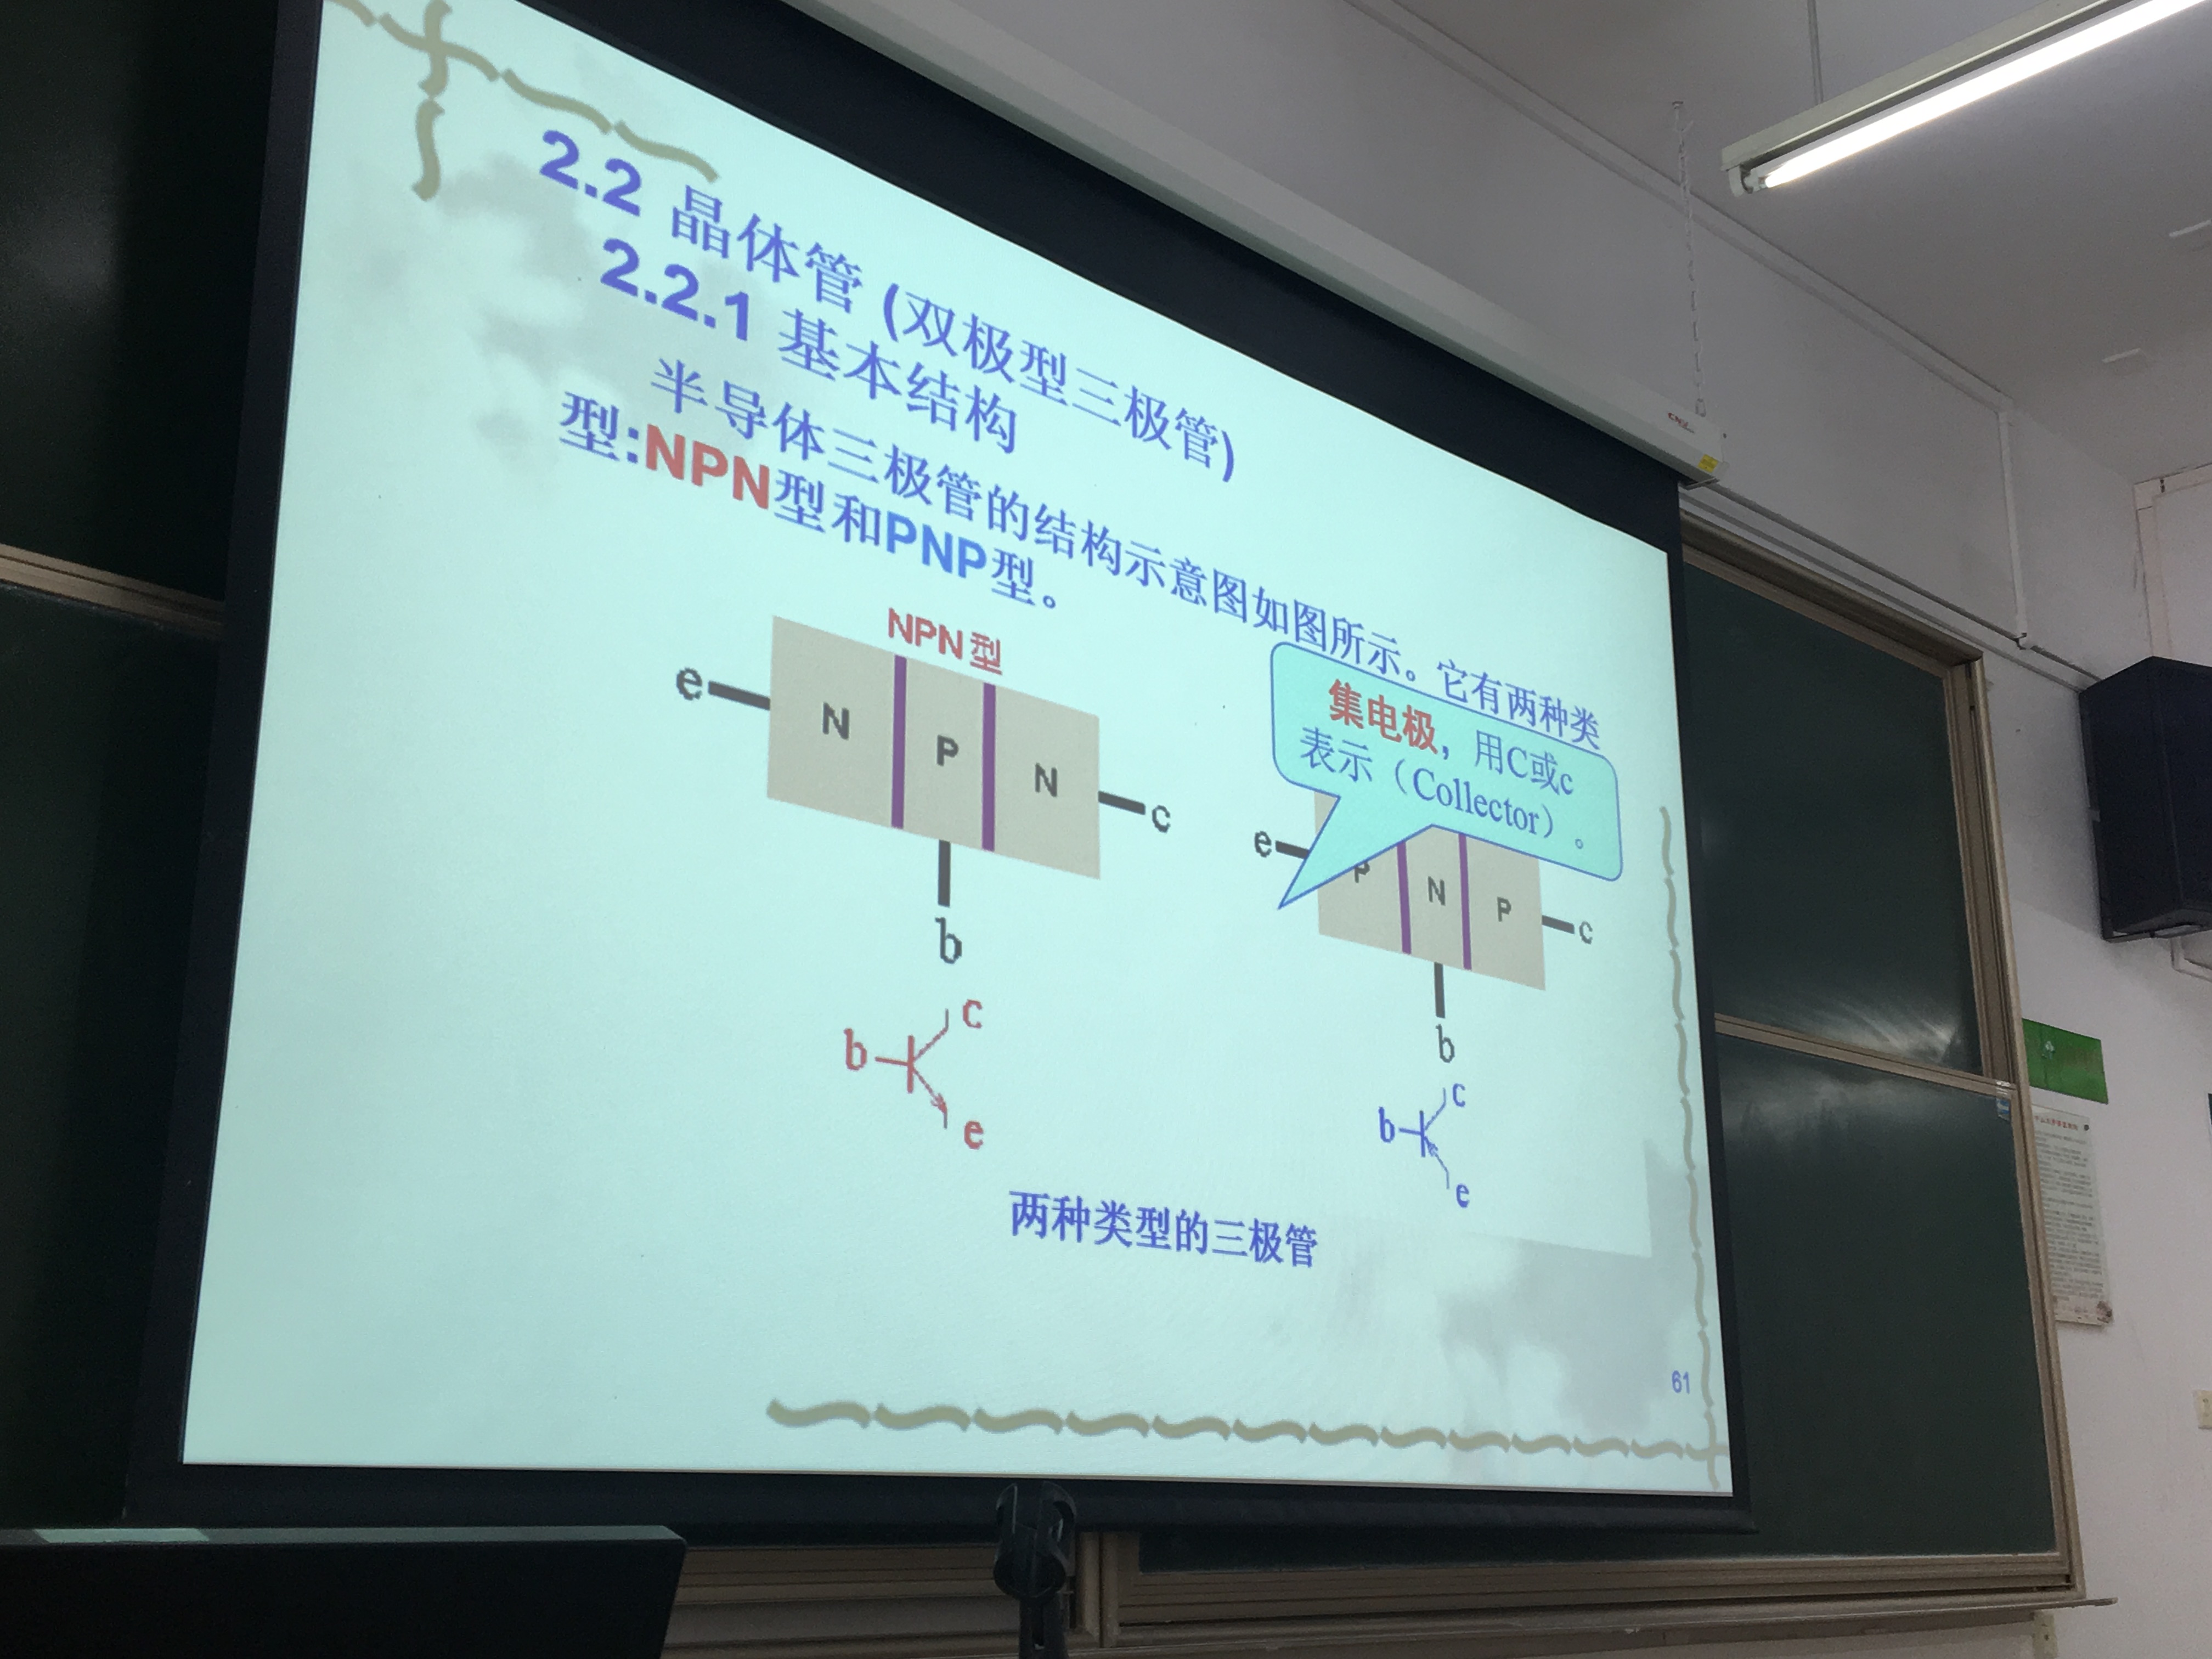 2.2 晶体管 (双极型三极管)
2.2.1 基本结构
半导体三极管的结构示意图如图所示。它有两种类
型:NPN型和PNP型。
NPN型
e
N
P
N
c
b
集电极，用C或c
表示（Collector）。
e
P
N
P
c
b
c
b
e
c
b
e
两种类型的三极管
61